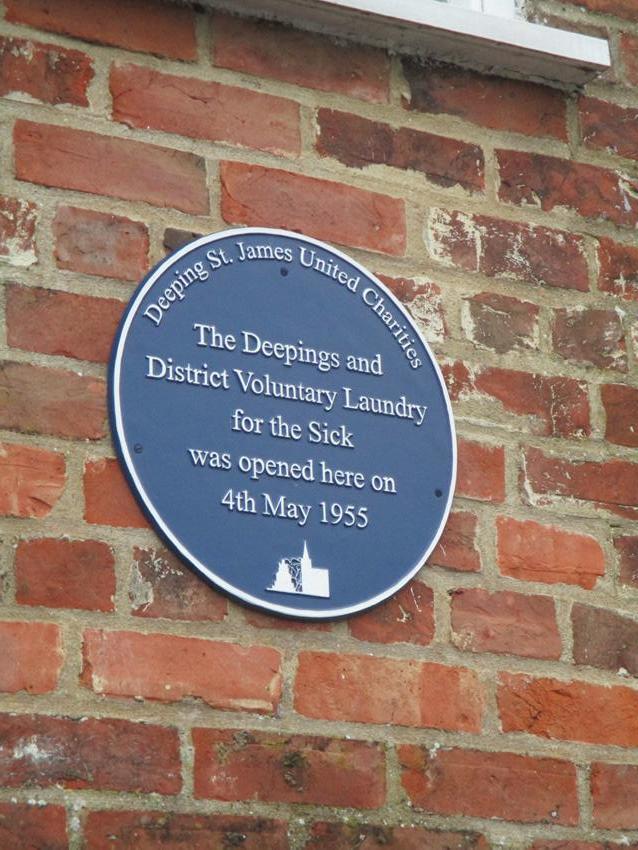 Deeping St. James United Charities
The Deepings and
District Voluntary Laundry
for the Sick
was opened here on
4th May 1955